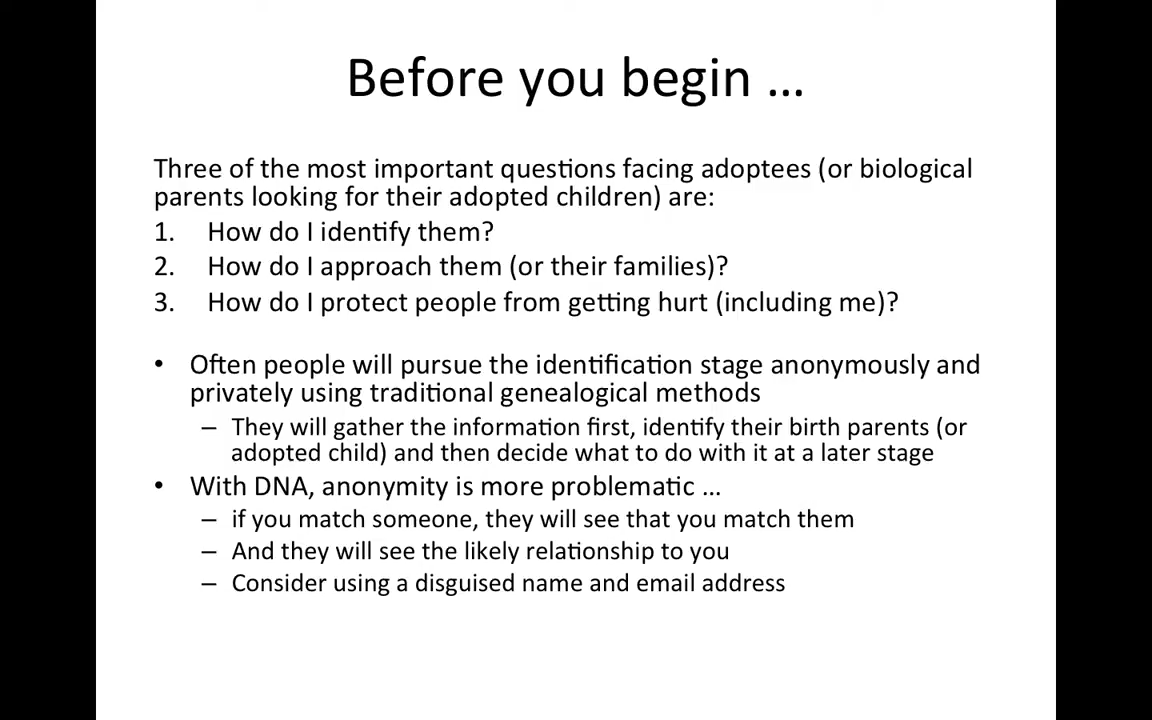 Before you begin …
Three of the most important questions facing adoptees (or biological
parents looking for their adopted children) are:
1. How do I identify them?
2. How do I approach them (or their families)?
3. How do I protect people from getting hurt (including me)?
• Often people will pursue the identification stage anonymously and
privately using traditional genealogical methods
– They will gather the information first, identify their birth parents (or
adopted child) and then decide what to do with it at a later stage
• With DNA, anonymity is more problematic …
– if you match someone, they will see that you match them
– And they will see the likely relationship to you
– Consider using a disguised name and email address